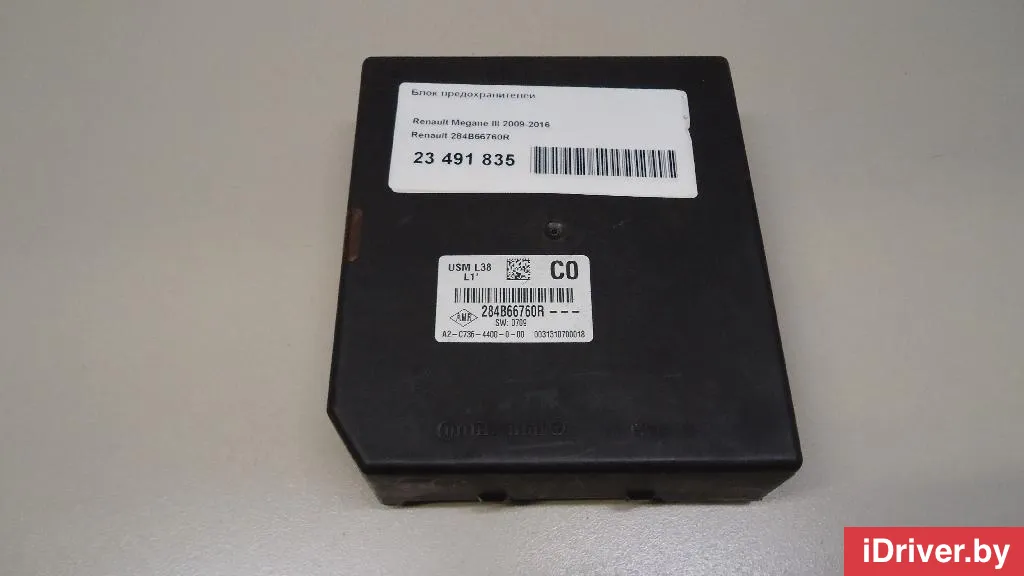 Блок предохранителей
Renault Megane III 2009-2016
Renault 284B66760R
23 491 835
USM L38
L1'
C0
284B66760R---
SW: 0709
A2-C736-4400-0-00 0031310700018
iDriver.by